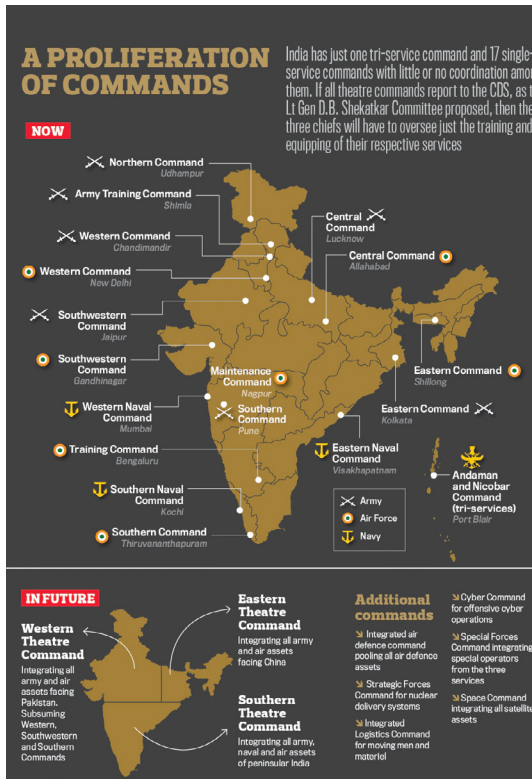 A PROLIFERATION
OF COMMANDS
India has just one tri-service command and 17 single-
service commands with little or no coordination
them. If all theatre commands report to the CDS, as
Lt Gen D.B. Shekatkar Committee proposed, then the
three chiefs will have to oversee just the training and
equipping of their respective services
NOW
Northern Command
Udhampur
Army Training Command
Shimla
Western Command
Chandimandir
Western Command
New Delhi
Southwestern
Command
Jaipur
Southwestern
Command
Gandhinagar
Western Naval
Command
Mumbai
Training Command
Bengaluru
Southern Naval
Command
Kochi
Southern Command
Thiruvananthapuram
Maintenance
Command
Nagpur
Southern
Command
Pune
Central
Command
Lucknow
Central Command
Allahabad
Eastern Command
Shillong
Eastern Command
Kolkata
Eastern Naval
Command
Visakhapatnam
Andaman
and Nicobar
Command
(tri-services)
Port Blair
Army
Air Force
Navy
IN FUTURE
Western
Theatre
Command
Integrating all
army and air
assets facing
Pakistan.
Subsuming
Western,
Southwestern
and Southern
Commands
Eastern
Theatre
Command
Integrating all army
and air assets
facing China
Southern
Theatre
Command
Integrating all army,
naval and air assets
of peninsular India
Additional
commands
Integrated air
defence command
pooling all air defence
assets
Strategic Forces
Command for nuclear
delivery systems
Integrated
Logistics Command
for moving men and
materiel
Cyber Command
for offensive cyber
operations
Special Forces
Command integrating
special operators
from the three
services
Space Command
integrating all satellite
assets